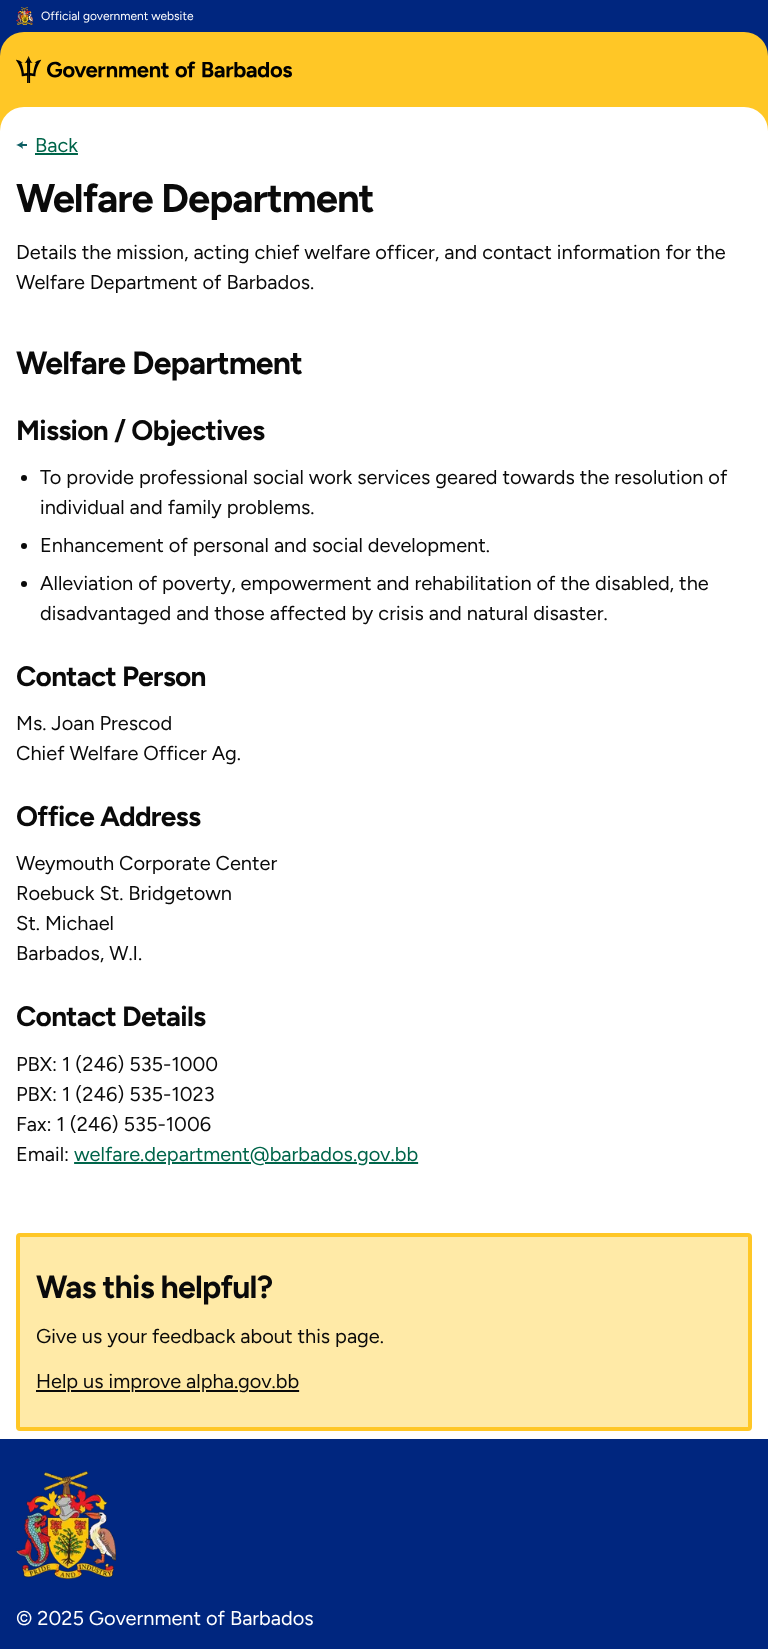 Official government website
Government of Barbados
Back
Welfare Department
Details the mission, acting chief welfare officer, and contact information for the
Welfare Department of Barbados.
Welfare Department
Mission / Objectives
• To provide professional social work services geared towards the resolution of
individual and family problems.
• Enhancement of personal and social development.
• Alleviation of poverty, empowerment and rehabilitation of the disabled, the
disadvantaged and those affected by crisis and natural disaster.
Contact Person
Ms. Joan Prescod
Chief Welfare Officer Ag.
Office Address
Weymouth Corporate Center
Roebuck St. Bridgetown
St. Michael
Barbados, W.I.
Contact Details
PBX: 1 (246) 535-1000
PBX: 1 (246) 535-1023
Fax: 1 (246) 535-1006
Email: welfare.department@barbados.gov.bb
Was this helpful?
Give us your feedback about this page.
Help us improve alpha.gov.bb
PRIDE AND INDUSTRY
© 2025 Government of Barbados